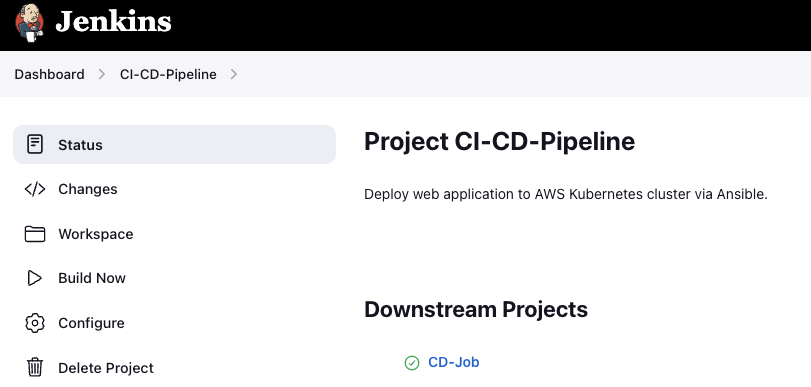 Jenkins
Dashboard
CI-CD-Pipeline
Status
Changes
Workspace
Build Now
Configure
Delete Project
Project CI-CD-Pipeline
Deploy web application to AWS Kubernetes cluster via Ansible.
Downstream Projects
CD-Job